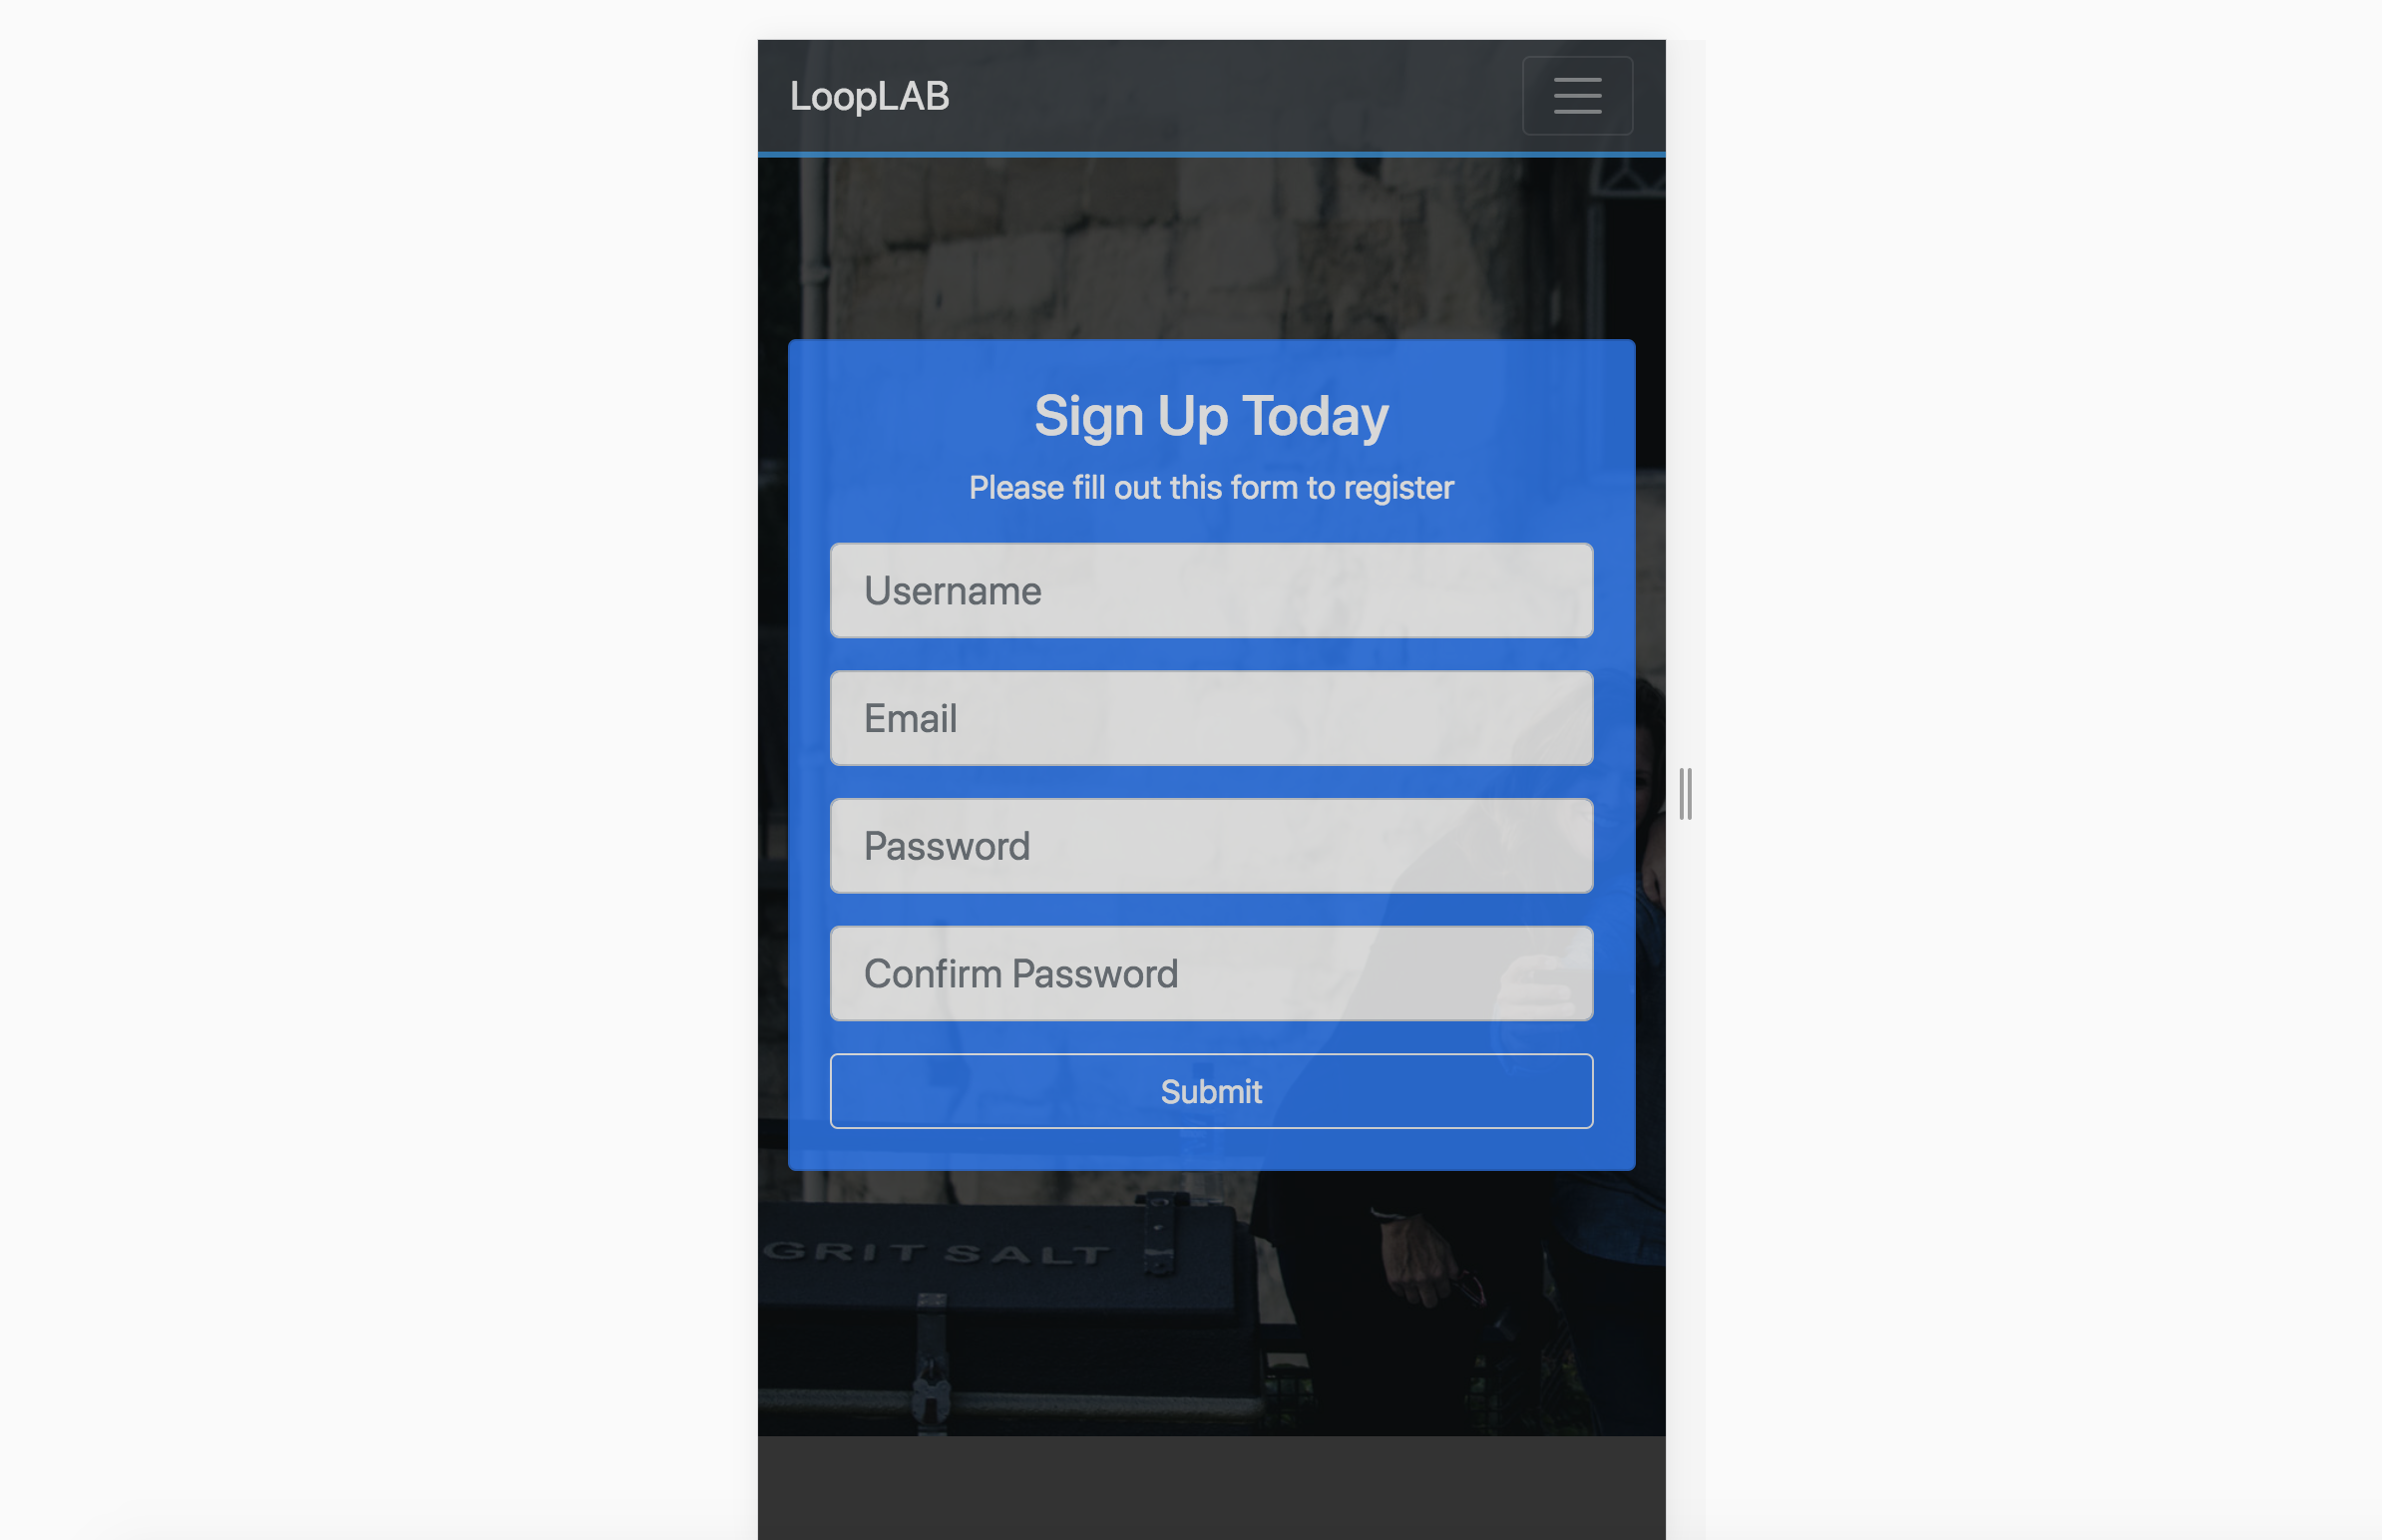 LoopLAB
Sign Up Today
Please fill out this form to register
Username
Email
Password
Confirm Password
Submit
GRIT SALT